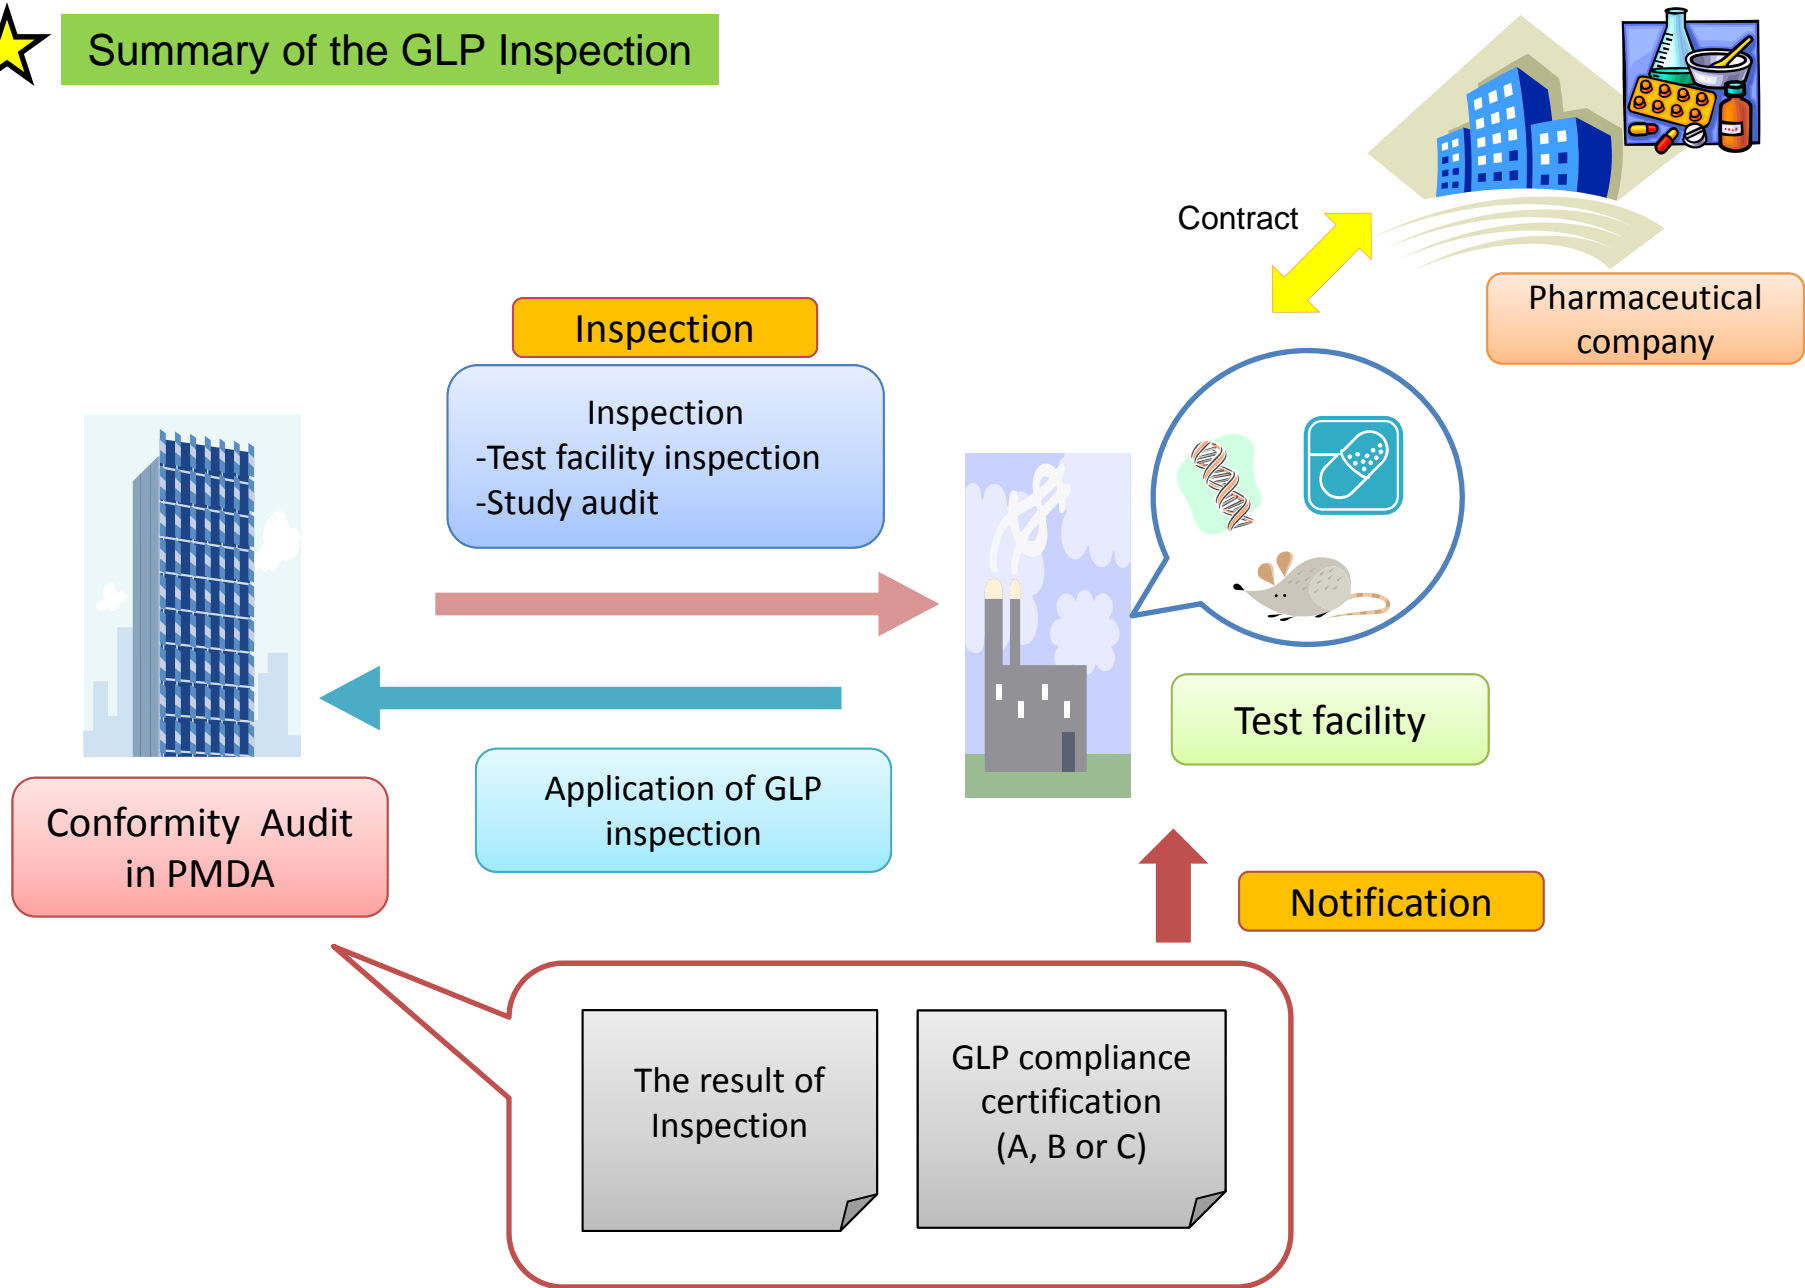 Summary of the GLP Inspection
Contract
Pharmaceutical
company
Inspection
Inspection
-Test facility inspection
-Study audit
Test facility
Application of GLP
inspection
Conformity  Audit
in PMDA
Notification
The result of
Inspection
GLP compliance
certification
(A, B or C)